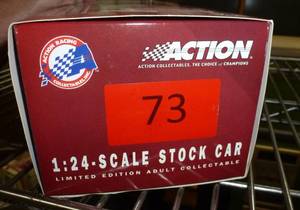 ACTION RACING
COLLECTABLES, INC.
ACTION
ACTION COLLECTABLES, THE CHOICE of CHAMPIONS
73
1:24-SCALE STOCK CAR
LIMITED EDITION ADULT COLLECTABLE